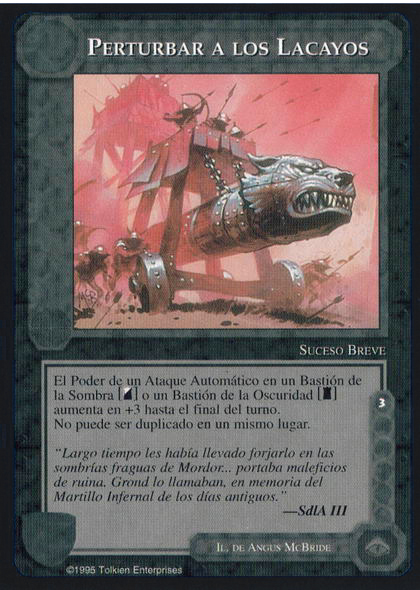 PERTURBAR A LOS LACAYOS
SUCESO BREVE
El Poder de un Ataque Automático en un Bastión de
la Sombra [] o un Bastión de la Oscuridad []
aumenta en +3 hasta el final del turno.
No puede ser duplicado en un mismo lugar.
3
"Largo tiempo les había llevado forjarlo en las
sombrías fraguas de Mordor... portaba maleficios
de ruina. Grond lo llamaban, en memoria del
Martillo Infernal de los días antiguos."
—SdlA III
IL. DE ANGUS MCBRIDE
©1995 Tolkien Enterprises